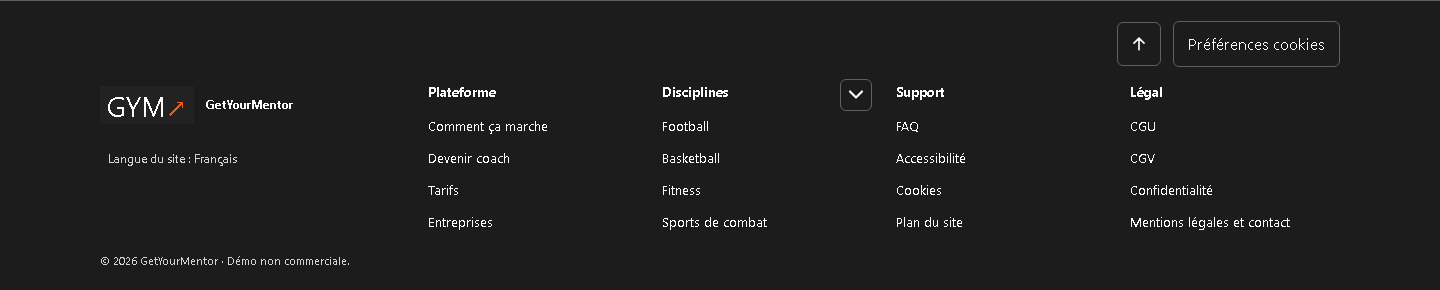 Préférences cookies
GYM
GetYourMentor
Langue du site : Français
Plateforme
Comment ça marche
Devenir coach
Tarifs
Entreprises
Disciplines
Football
Basketball
Fitness
Sports de combat
Support
FAQ
Accessibilité
Cookies
Plan du site
Légal
CGU
CGV
Confidentialité
Mentions légales et contact
© 2026 GetYourMentor · Démo non commerciale.